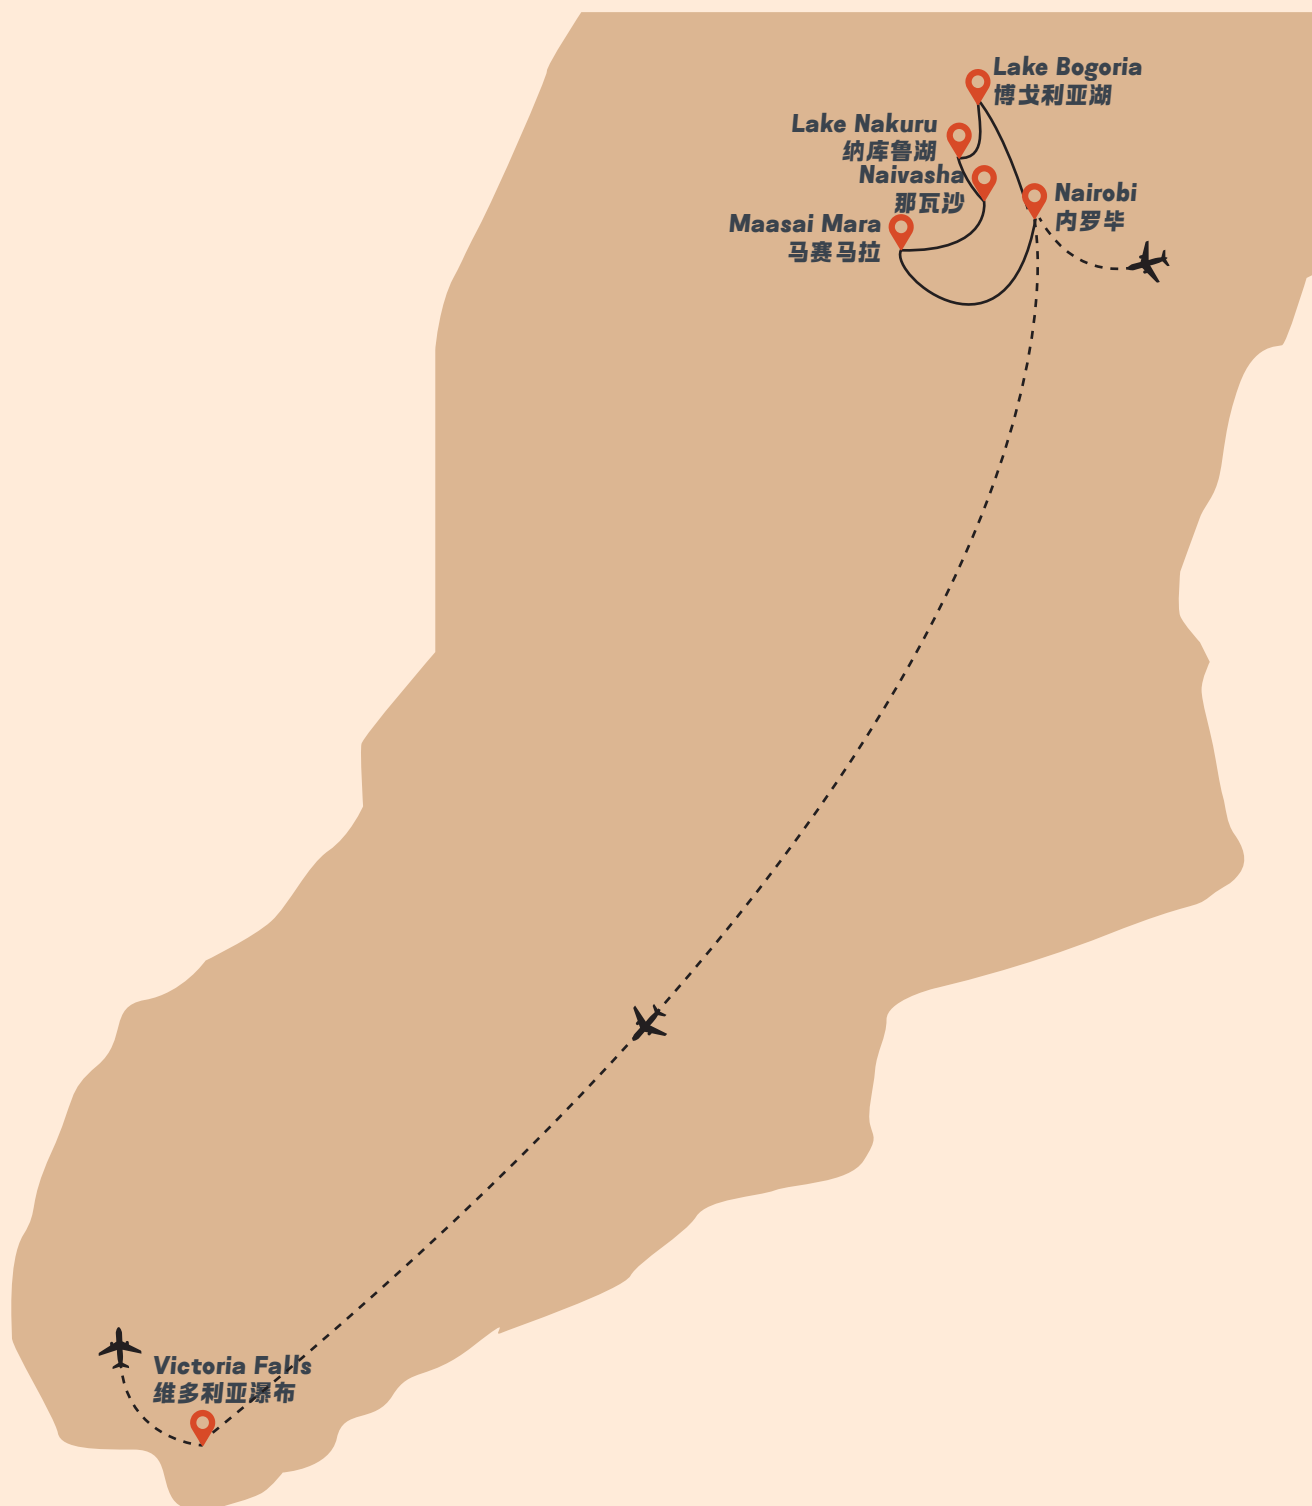 Lake Bogoria
博戈利亚湖
Lake Nakuru
纳库鲁湖
Naivasha
那瓦沙
Nairobi
内罗毕
Maasai Mara
马赛马拉
Victoria Falls
维多利亚瀑布